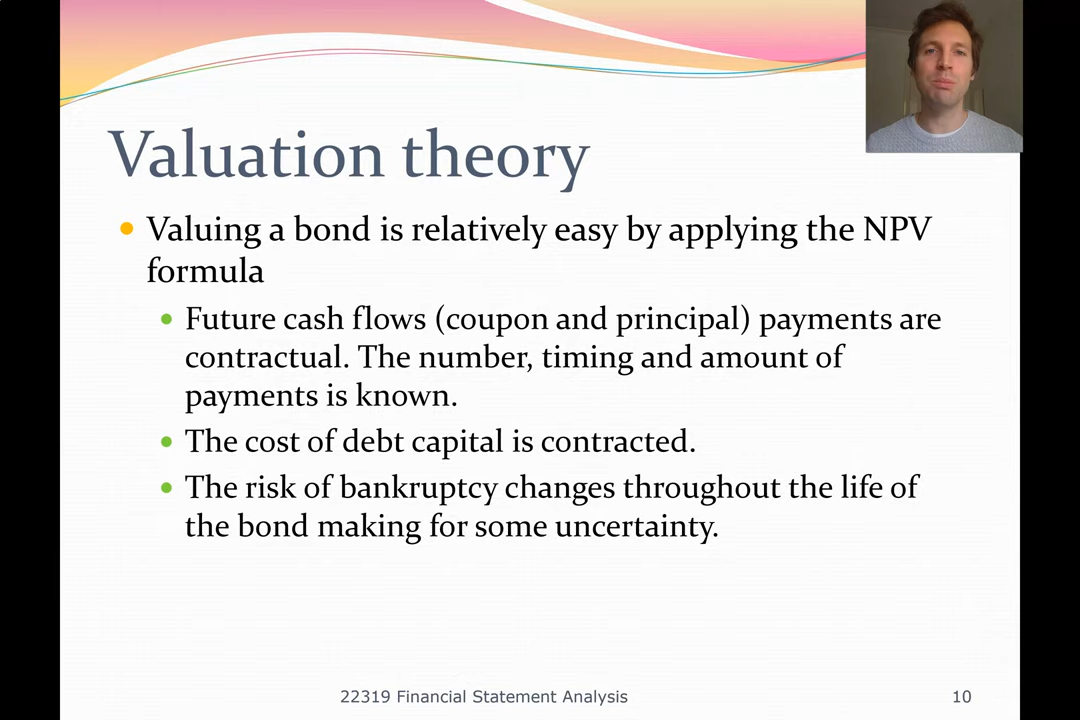 Valuation theory
Valuing a bond is relatively easy by applying the NPV
formula
Future cash flows (coupon and principal) payments are
contractual. The number, timing and amount of
payments is known.
The cost of debt capital is contracted.
The risk of bankruptcy changes throughout the life of
the bond making for some uncertainty.
22319 Financial Statement Analysis
10